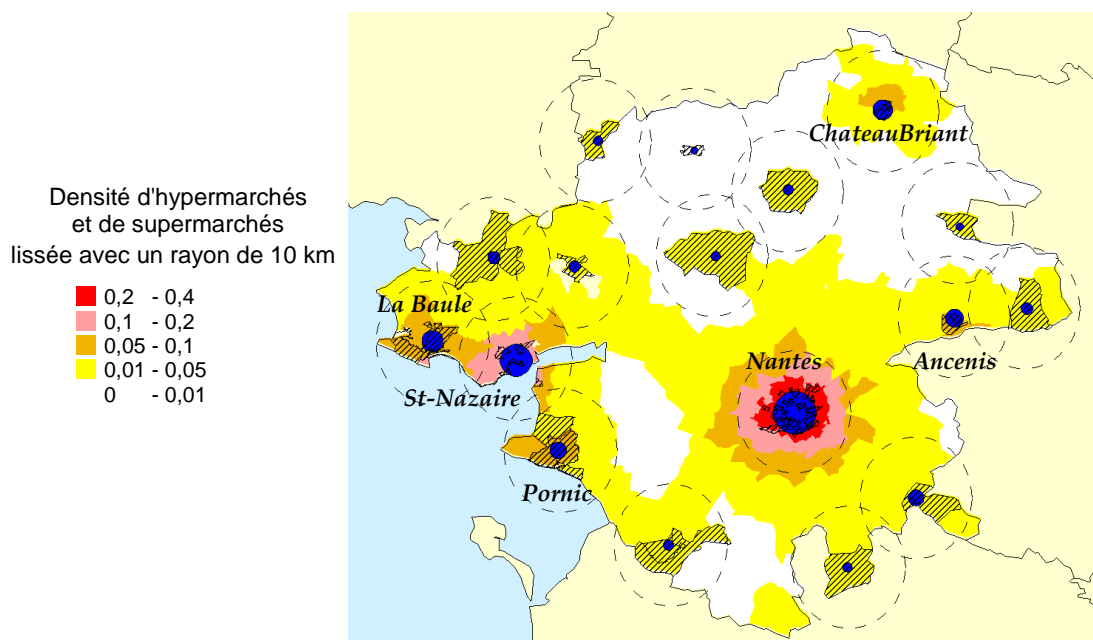 Densité d'hypermarchés
et de supermarchés
lissée avec un rayon de 10 km
0,2 - 0,4
0,1 - 0,2
0,05 - 0,1
0,01 - 0,05
0 - 0,01
ChateauBriant
La Baule
Nantes
Ancenis
St-Nazaire
Pornic